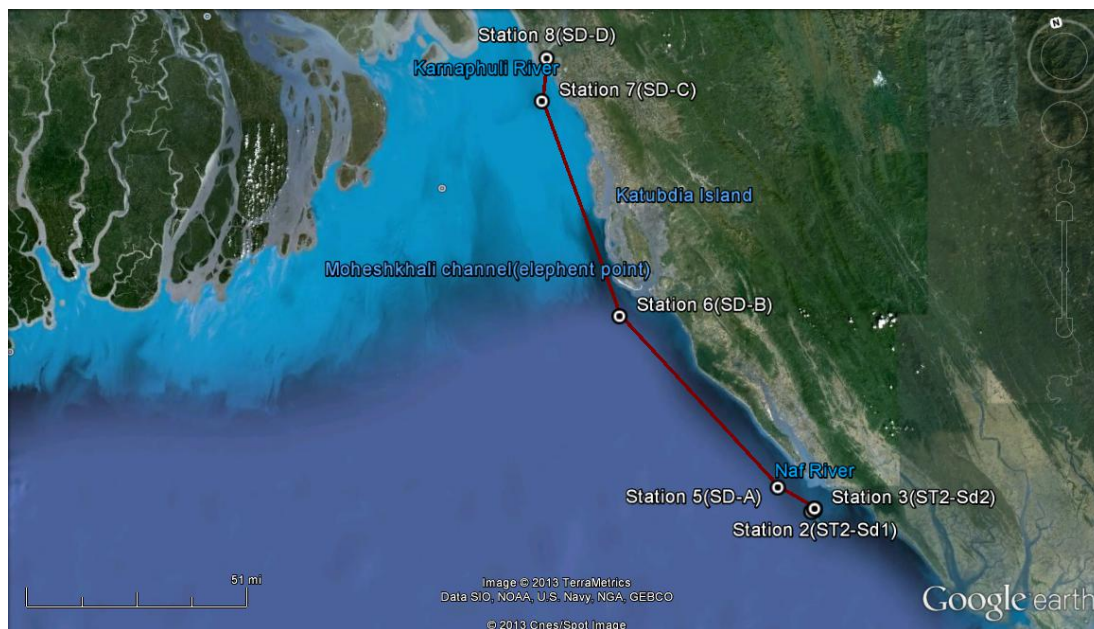 N
Station 8(SD-D)
Karnaphuli River
Station 7(SD-C)
Katubdia Island
Moheshkhali channel(elephent point)
Station 6(SD-B)
Naf River
Station 5(SD-A)
Station 3(ST2-Sd2)
Station 2(ST2-Sd1)
51 mi
Image © 2013 TerraMetrics
Data SIO, NOAA, U.S. Navy, NGA, GEBCO
© 2013 Cnes/Spot Image
Google earth